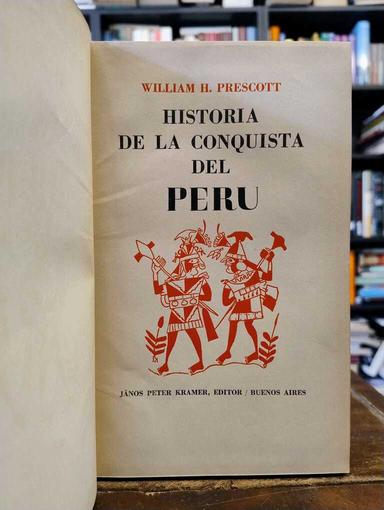 WILLIAM H. PRESCOTT
HISTORIA
DE LA CONQUISTA
DEL
PERU
JÁNOS PETER KRAMER, EDITOR / BUENOS AIRES